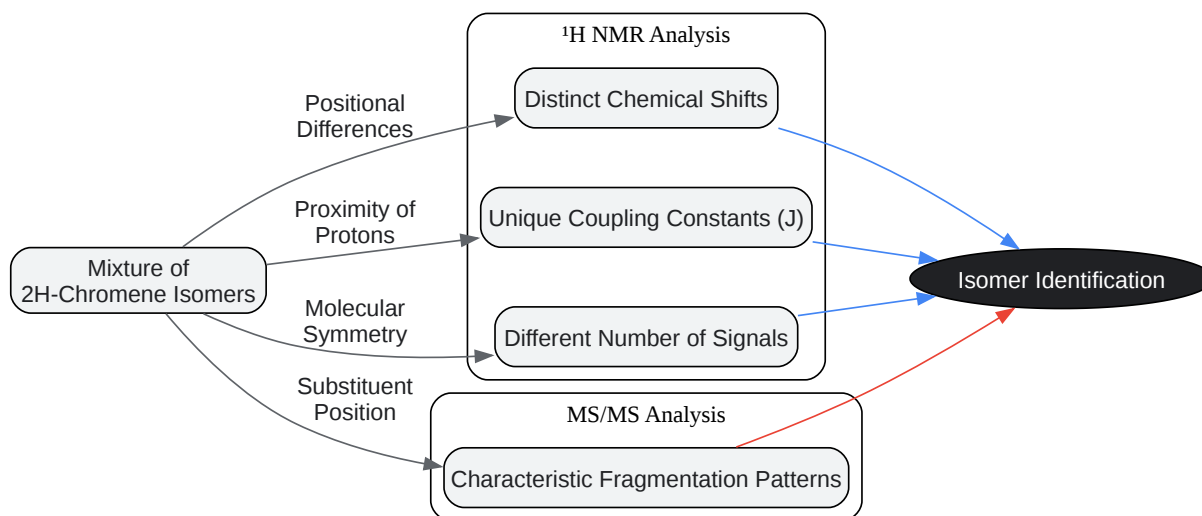 ¹H NMR Analysis
Distinct Chemical Shifts
Positional
Differences
Unique Coupling Constants (J)
Proximity of
Protons
Mixture of
2H-Chromene Isomers
Isomer Identification
Molecular
Symmetry
Different Number of Signals
Substituent
Position
MS/MS Analysis
Characteristic Fragmentation Patterns